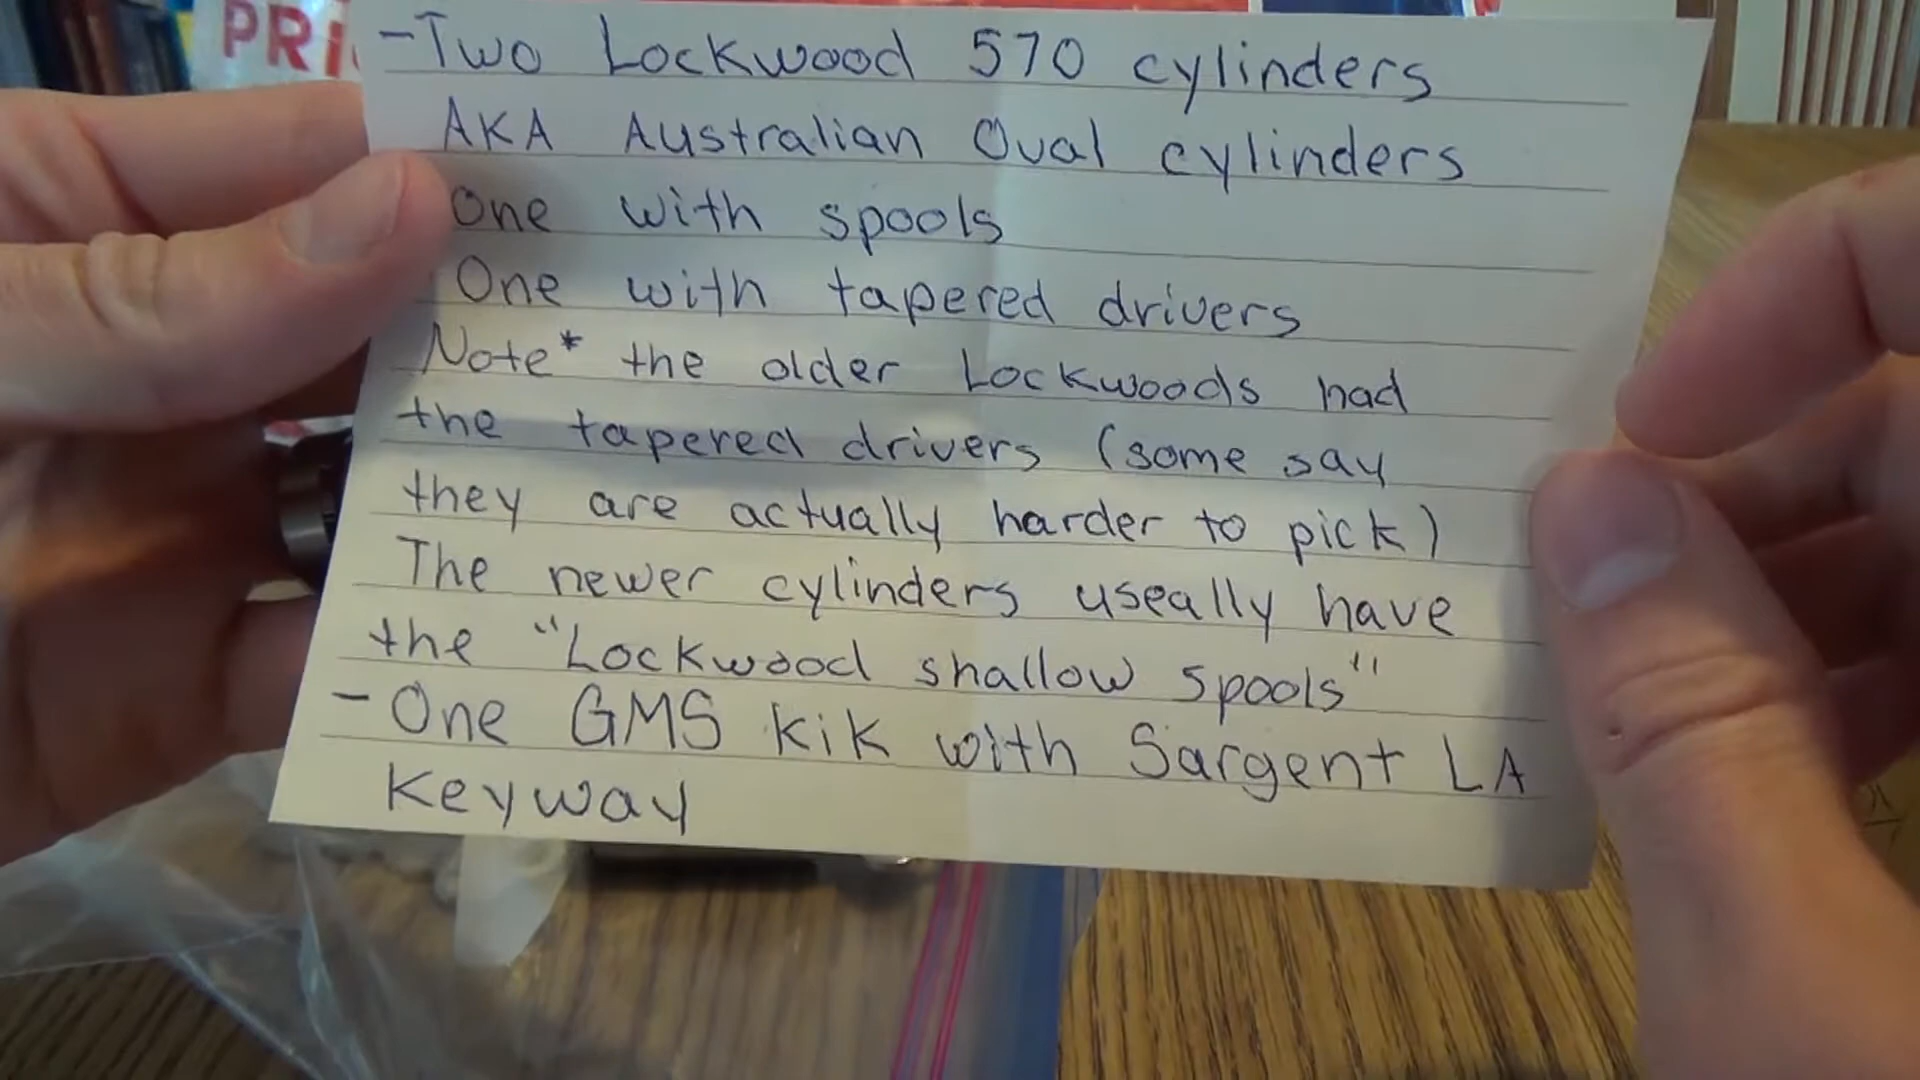 PRi
-Two Lockwood 570 cylinders
AKA Australian Oval cylinders
One with spools
One with tapered drivers
Note* the older Lockwoods had
the tapered drivers (some say
they are actually harder to pick)
The newer cylinders useally have
the "Lockwood shallow spools"
- One GMS KiK with Sargent LA
Keyway